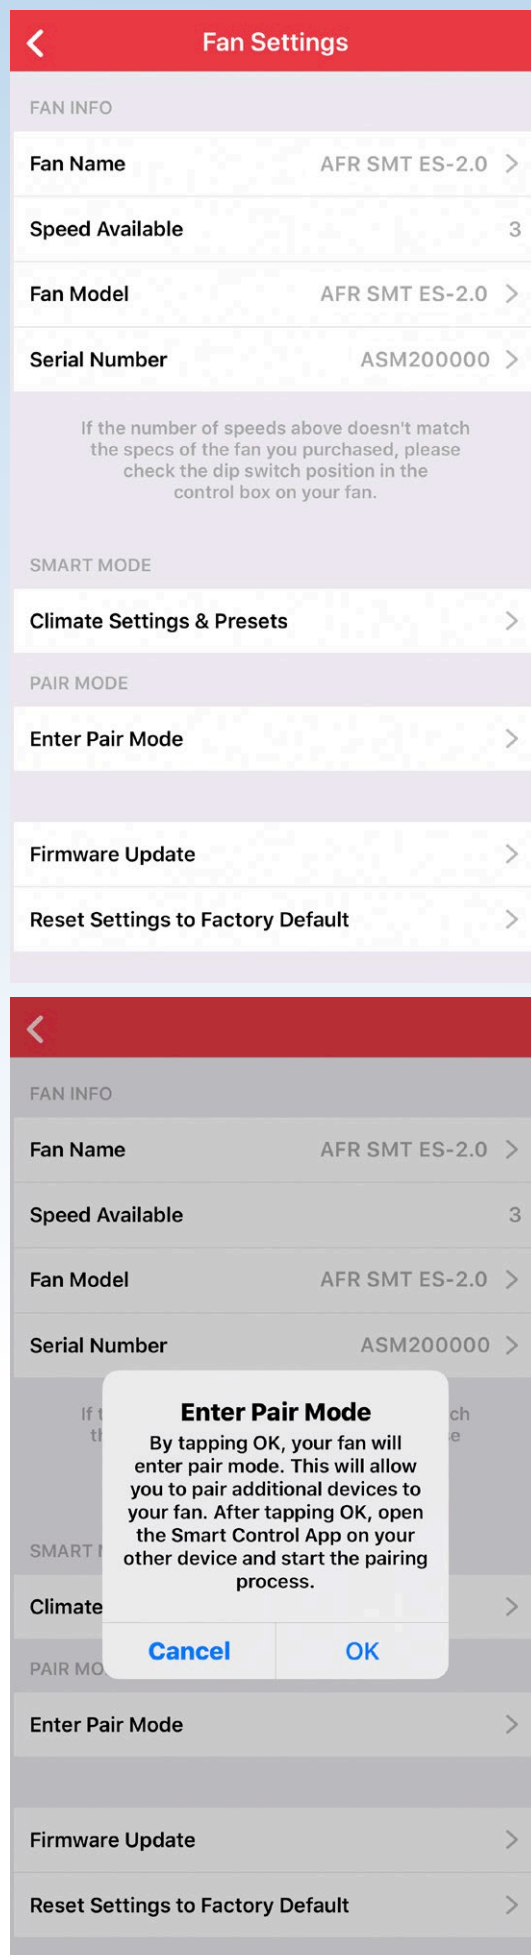 Fan Settings
FAN INFO
Fan Name AFR SMT ES-2.0
Speed Available 3
Fan Model AFR SMT ES-2.0
Serial Number ASM200000
If the number of speeds above doesn't match
the specs of the fan you purchased, please
check the dip switch position in the
control box on your fan.
SMART MODE
Climate Settings & Presets
PAIR MODE
Enter Pair Mode
Firmware Update
Reset Settings to Factory Default
FAN INFO
Fan Name AFR SMT ES-2.0
Speed Available 3
Fan Model AFR SMT ES-2.0
Serial Number ASM200000
If
Enter Pair Mode
By tapping OK, your fan will
enter pair mode. This will allow
you to pair additional devices to
your fan. After tapping OK, open
the Smart Control App on your
other device and start the pairing
process.
Cancel OK
SMART
Climate
PAIR MO
Enter Pair Mode
Firmware Update
Reset Settings to Factory Default